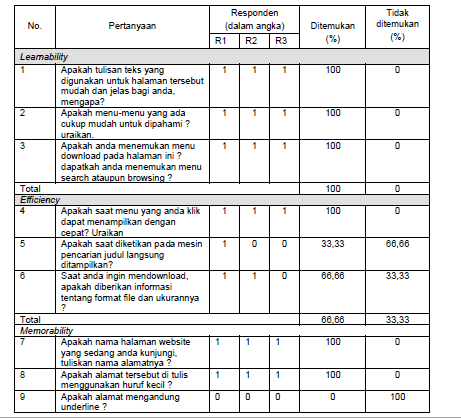 No. Pertanyaan Responden (dalam angka) Ditemukan (%) Tidak ditemukan (%)
R1 R2 R3
Learnability
1 Apakah tulisan teks yang 1 1 1 100 0
digunakan untuk halaman tersebut
mudah dan jelas bagi anda,
mengapa?
2 Apakah menu-menu yang ada 1 1 1 100 0
cukup mudah untuk dipahami ?
uraikan.
3 Apakah anda menemukan menu 1 1 1 100 0
download pada halaman ini ?
dapatkah anda menemukan menu
search ataupun browsing ?
Total 100 0
Efficiency
4 Apakah saat menu yang anda klik 1 1 1 100 0
dapat menampilkan dengan
cepat? Uraikan
5 Apakah saat diketikan pada mesin 1 0 0 33,33 66,66
pencarian judul langsung
ditampilkan?
6 Saat anda ingin mendownload, 1 1 0 66,66 33,33
apakah diberikan informasi
tentang format file dan ukurannya
?
Total 66,66 33,33
Memorability
7 Apakah nama halaman website 1 1 1 100 0
yang sedang anda kunjungi,
tuliskan nama alamatnya ?
8 Apakah alamat tersebut di tulis 1 1 1 100 0
menggunakan huruf kecil ?
9 Apakah alamat mengandung 0 0 0 0 100
underline ?